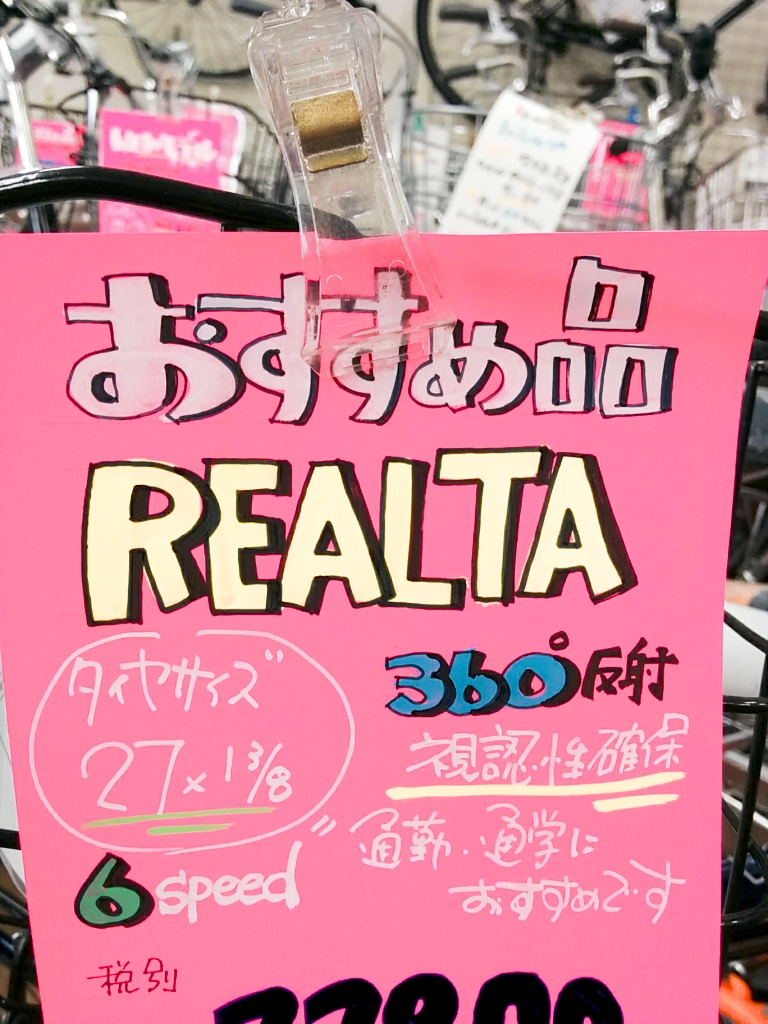 おすすめ品
REALTA
タイヤサイズ
27 x 1 3/8"
6 speed
360°反射
視認性確保
通勤・通学に
おすすめです
税別